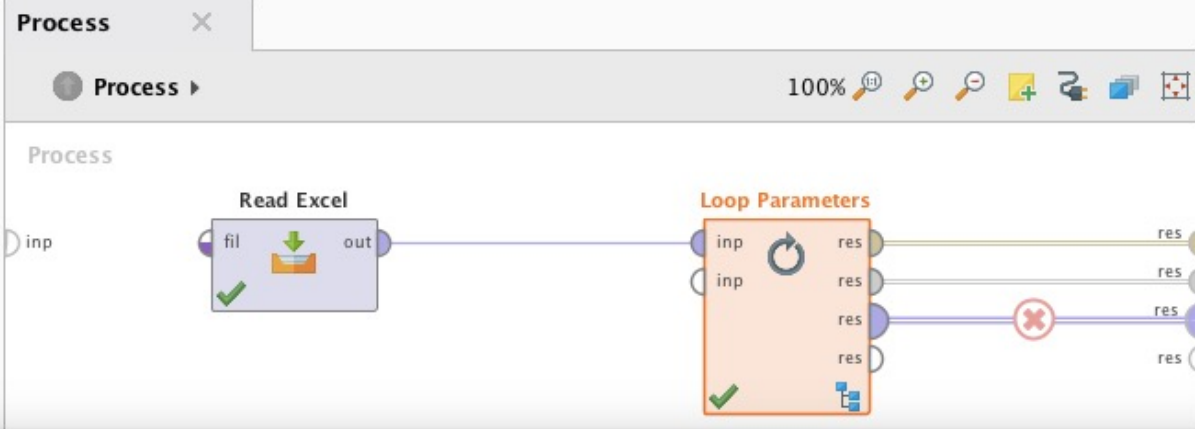 Process
Process
100%
Process
Read Excel
Loop Parameters
inp
fil
out
inp
res
res
inp
res
res
res
res
res
res